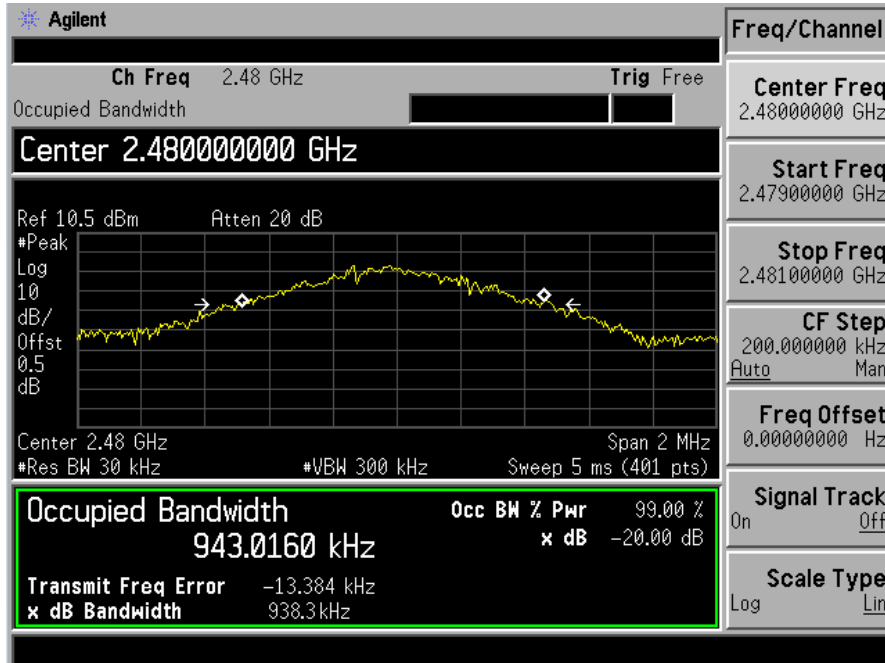 Agilent
Freq/Channel
Ch Freq 2.48 GHz Trig Free
Occupied Bandwidth
Center 2.480000000 GHz
Ref 10.5 dBm Atten 20 dB
#Peak
Log
10
dB/
Offst
0.5
dB
Center 2.48 GHz Span 2 MHz
#Res BW 30 kHz #VBW 300 kHz Sweep 5 ms (401 pts)
Occupied Bandwidth Occ BW % Pwr 99.00 %
943.0160 kHz x dB -20.00 dB
Transmit Freq Error -13.384 kHz
x dB Bandwidth 938.3kHz
Center Freq
2.48000000 GHz
Start Freq
2.47900000 GHz
Stop Freq
2.48100000 GHz
CF Step
200.000000 kHz
Auto Man
Freq Offset
0.00000000 Hz
Signal Track
On Off
Scale Type
Log Lin